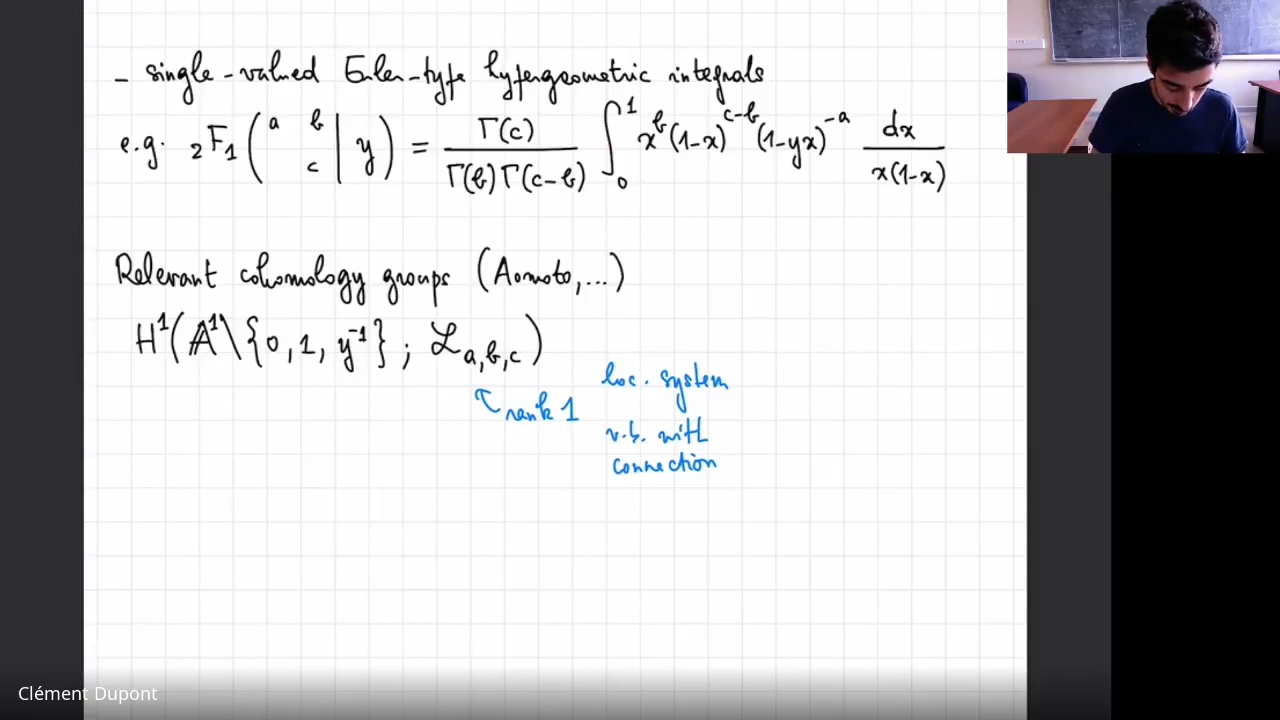 - single-valued Euler-type hypergeometric integrals
e.g. ₂F₁(a b c | y) = Γ(c) / Γ(b)Γ(c-b) ∫₀¹ x^b (1-x)^{c-b} (1-yx)^{-a} dx / x(1-x)
Relevant cohomology groups (Aomoto,...)
H¹(𝔸¹\{0,1,y⁻¹}; ℒ_{a,b,c})
rank 1
loc. system
v.b. with
connection
Clément Dupont